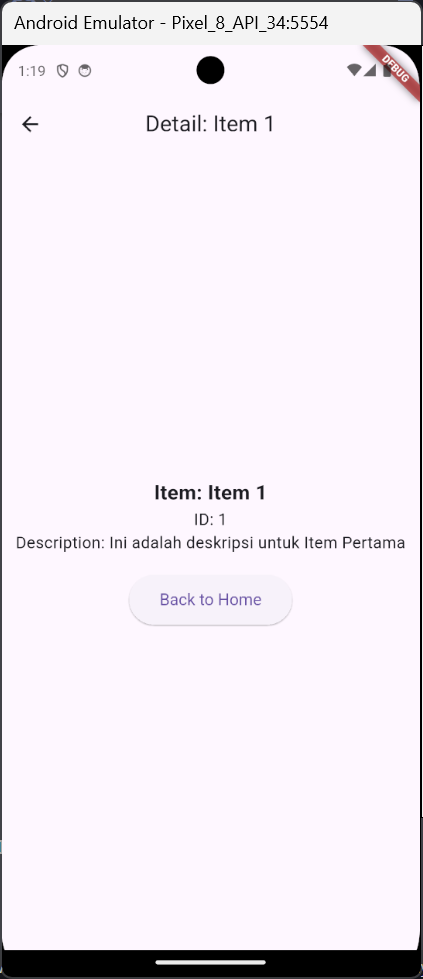 Android Emulator - Pixel_8_API_34:5554
1:19
DEBUG
Detail: Item 1
Item: Item 1
ID: 1
Description: Ini adalah deskripsi untuk Item Pertama
Back to Home